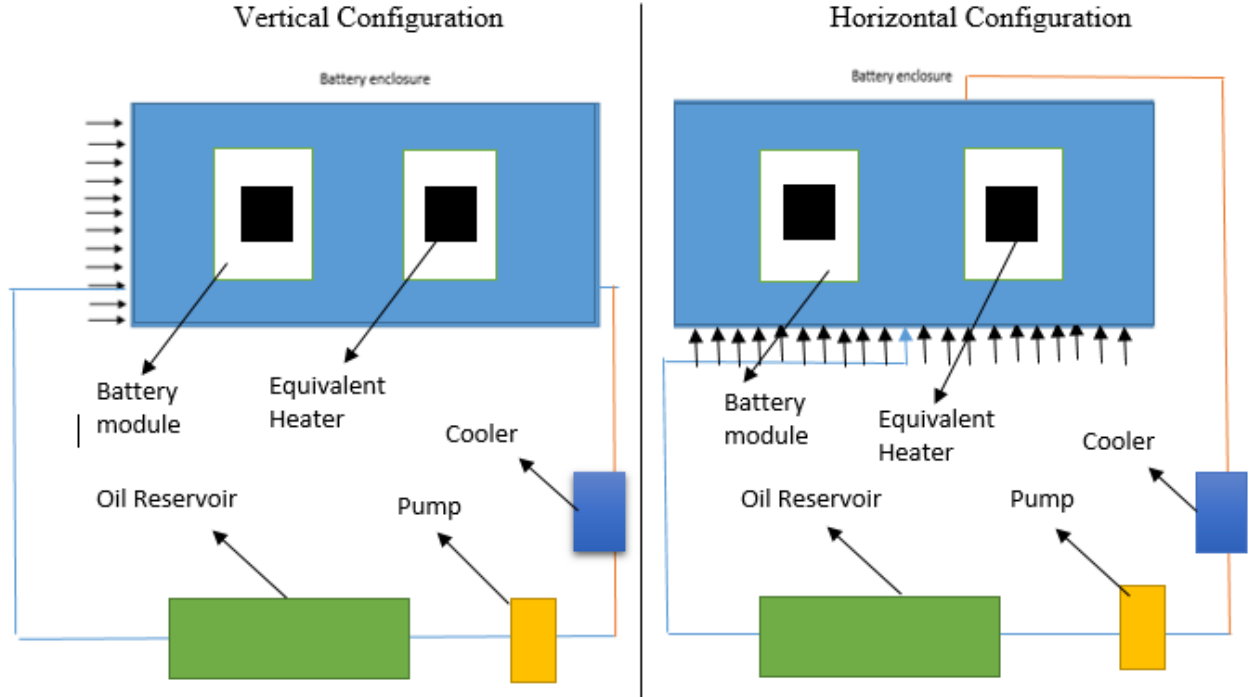 Vertical Configuration
Battery enclosure
Battery
module
Equivalent
Heater
Cooler
Oil Reservoir
Pump
Horizontal Configuration
Battery enclosure
Battery
module
Equivalent
Heater
Cooler
Oil Reservoir
Pump